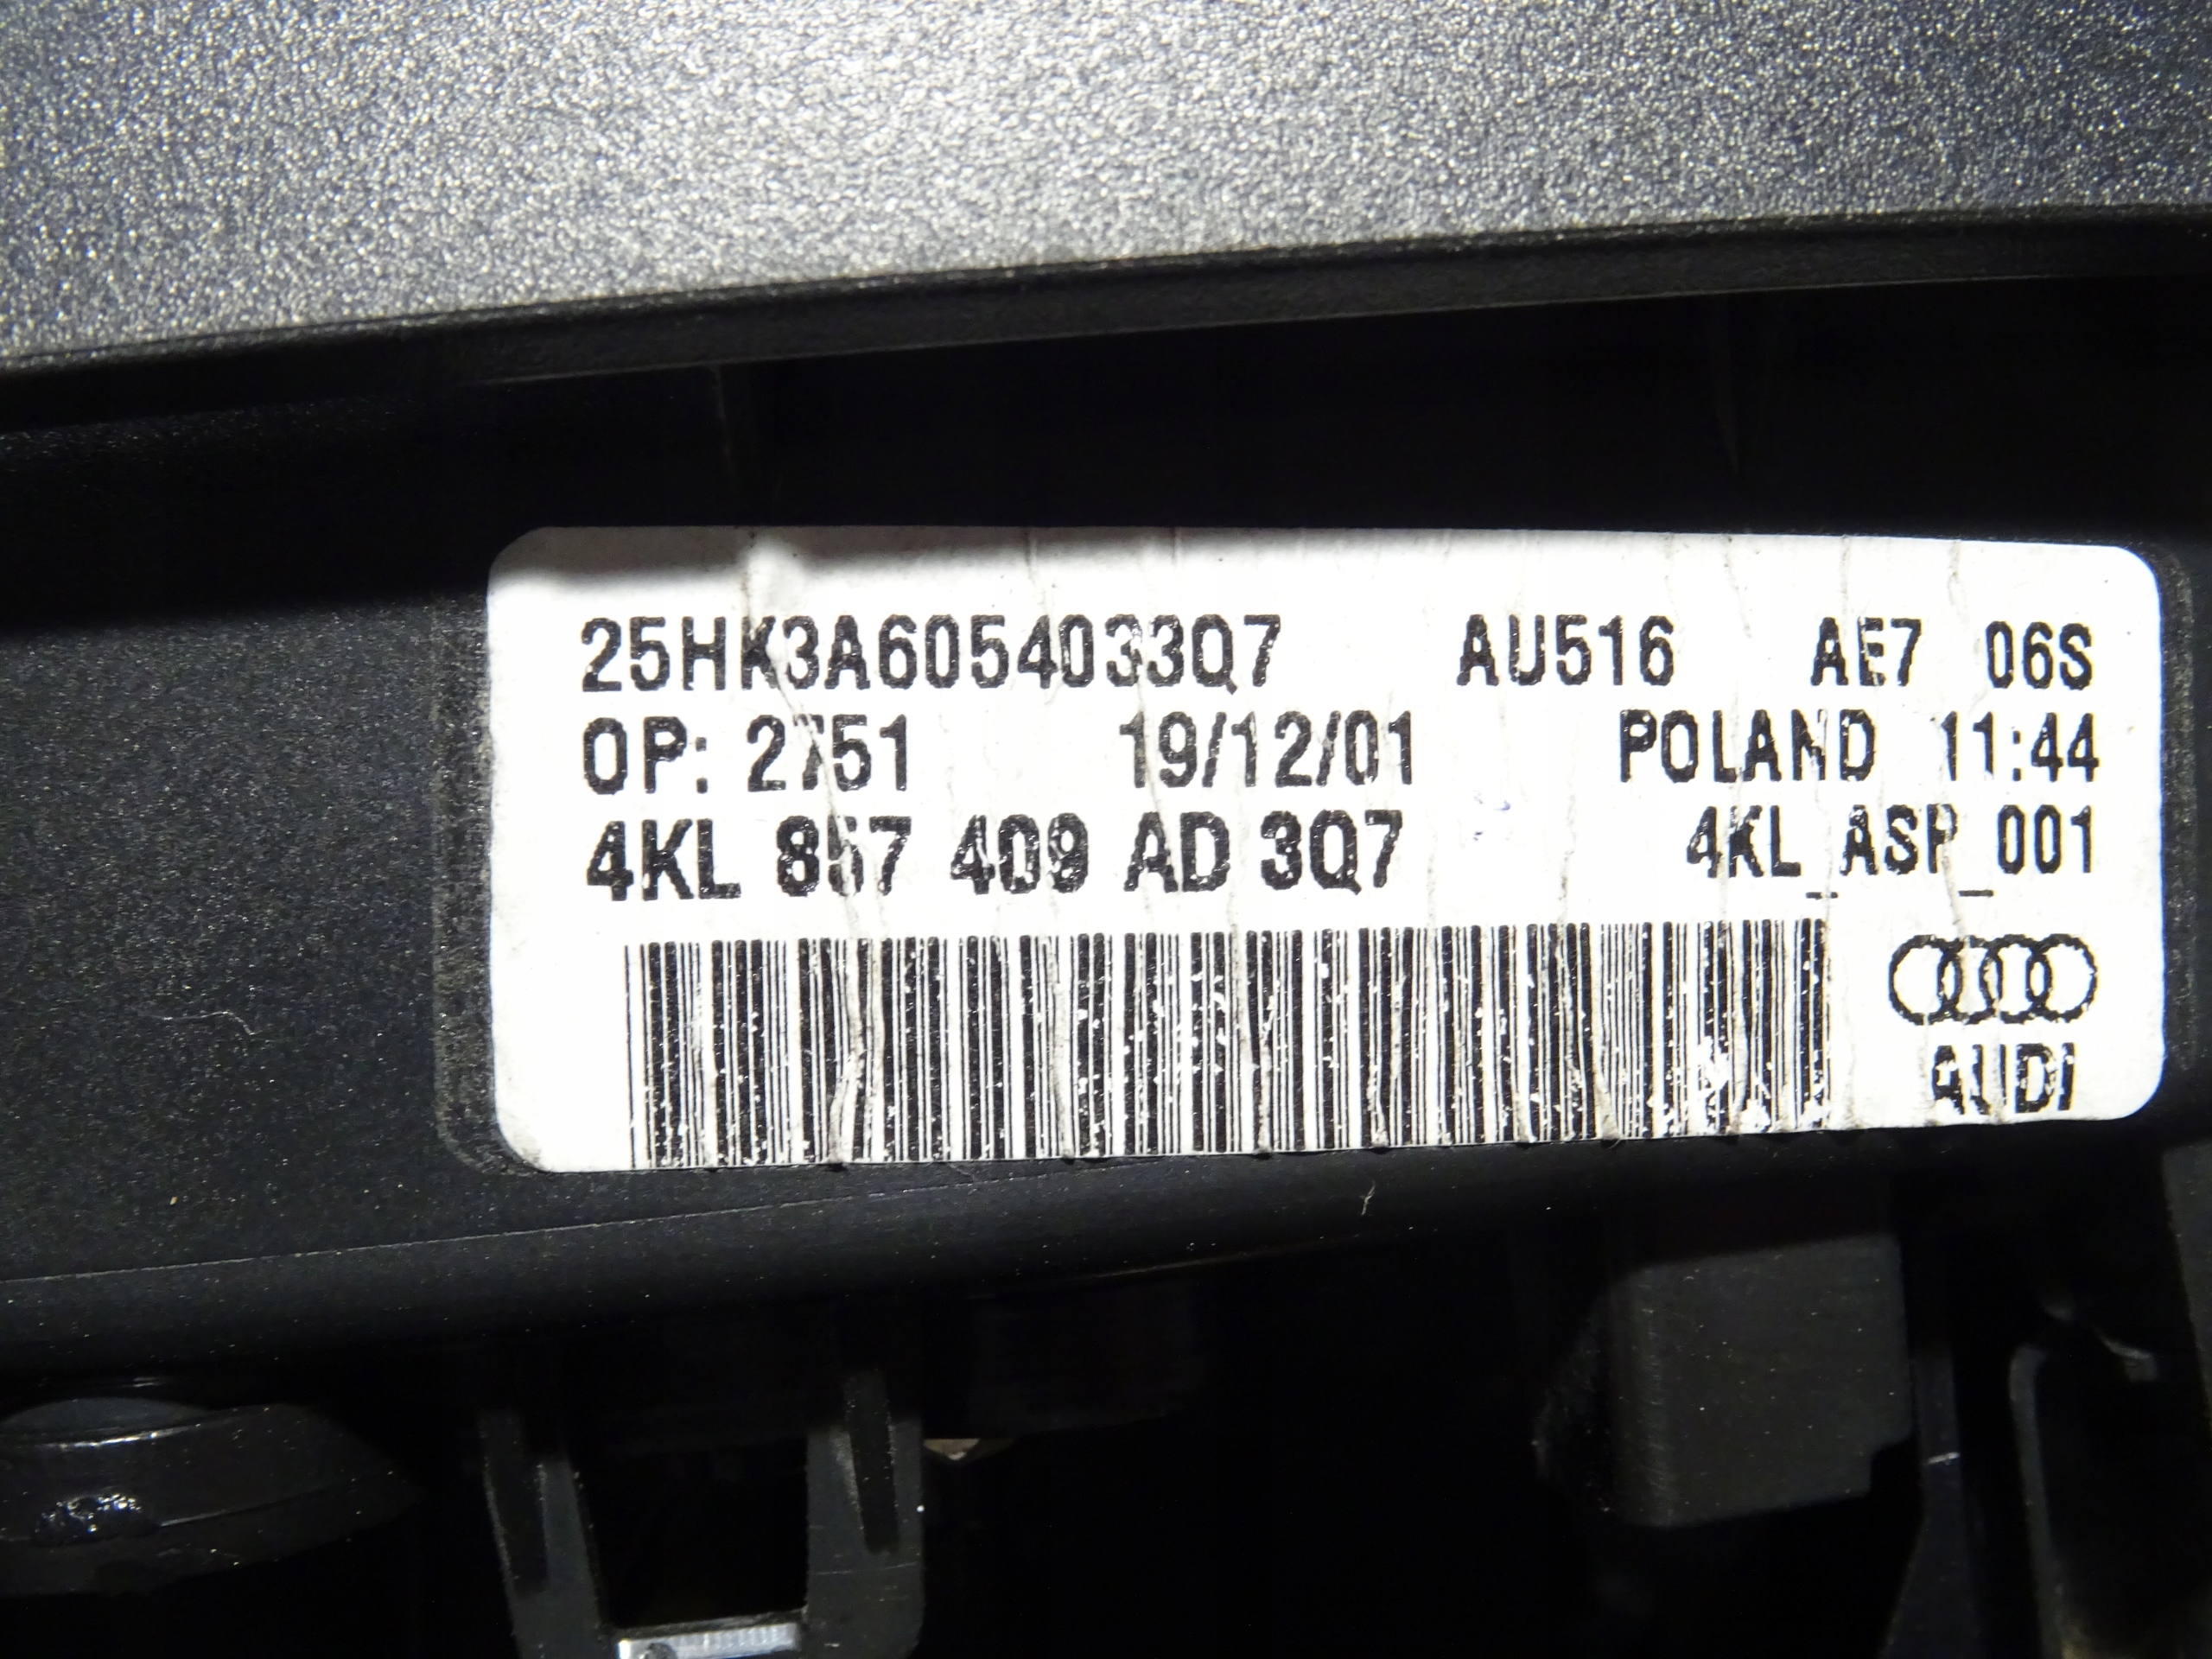 25HK3A6054033Q7 AU516 AE7 06S
OP: 2751 19/12/01 POLAND 11:44
4KL 857 409 AD 3Q7 4KL_ASP_001
AUDI